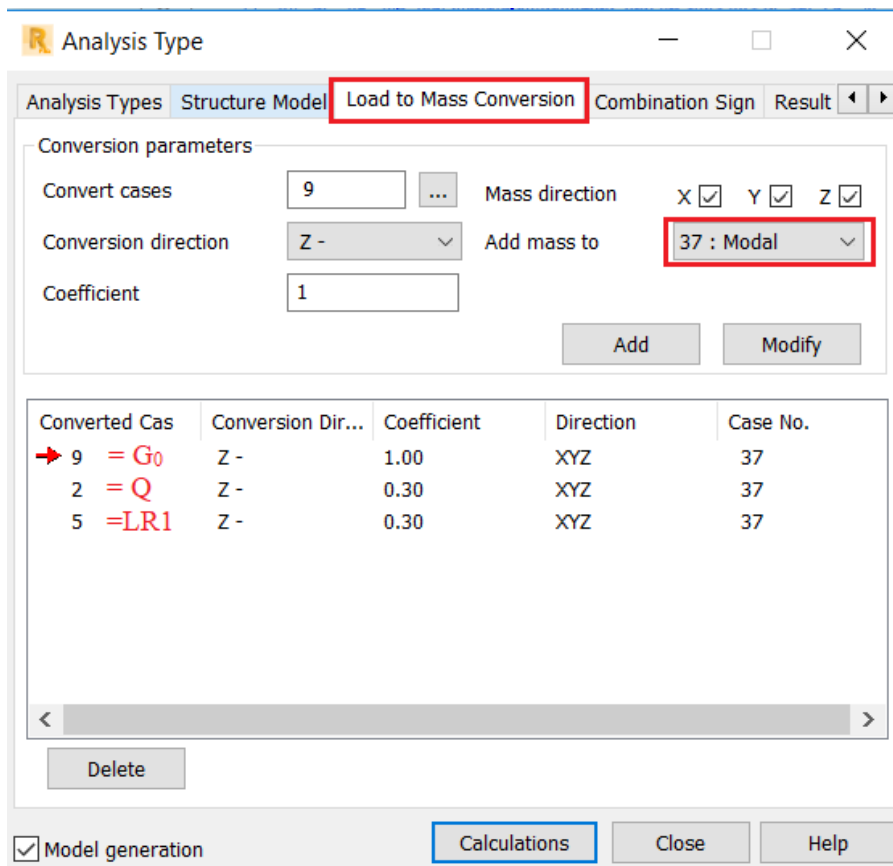 Analysis Type
Analysis Types Structure Model Load to Mass Conversion Combination Sign Result
Conversion parameters
Convert cases 9 ... Mass direction X Y Z
Conversion direction Z - Add mass to 37 : Modal
Coefficient 1
Add Modify
Converted Cas Conversion Dir... Coefficient Direction Case No.
9 = G₀ Z - 1.00 XYZ 37
2 = Q Z - 0.30 XYZ 37
5 =LR1 Z - 0.30 XYZ 37
Delete
Model generation Calculations Close Help